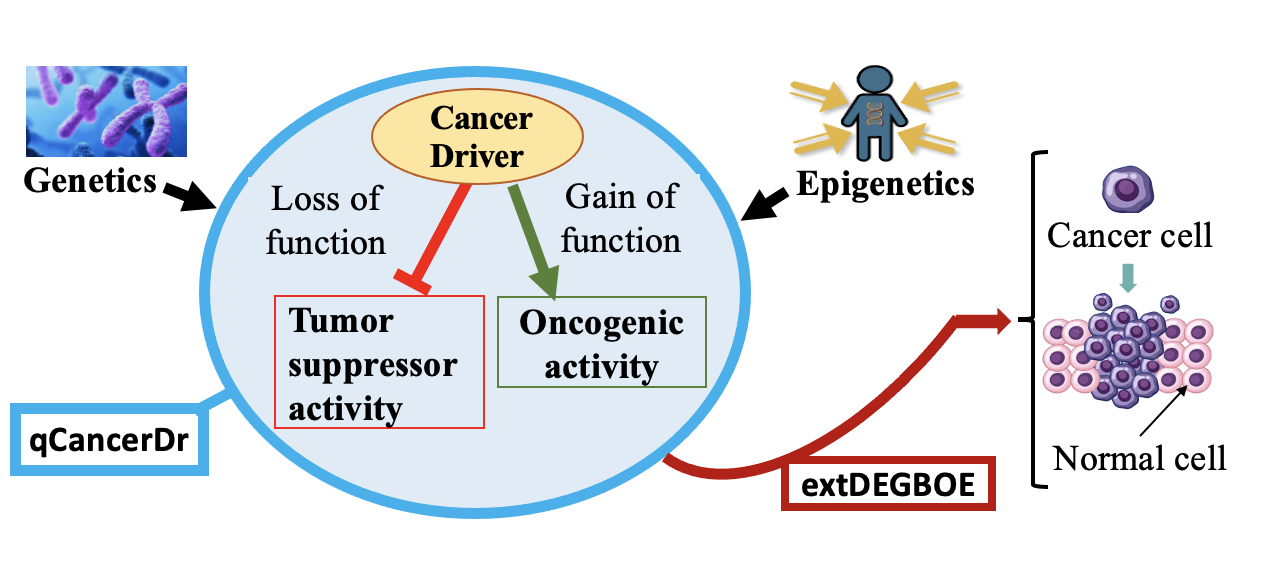 Cancer
Driver
Genetics
Epigenetics
Loss of
function
Gain of
function
Tumor
suppressor
activity
Oncogenic
activity
qCancerDr
extDEGBOE
Cancer cell
Normal cell